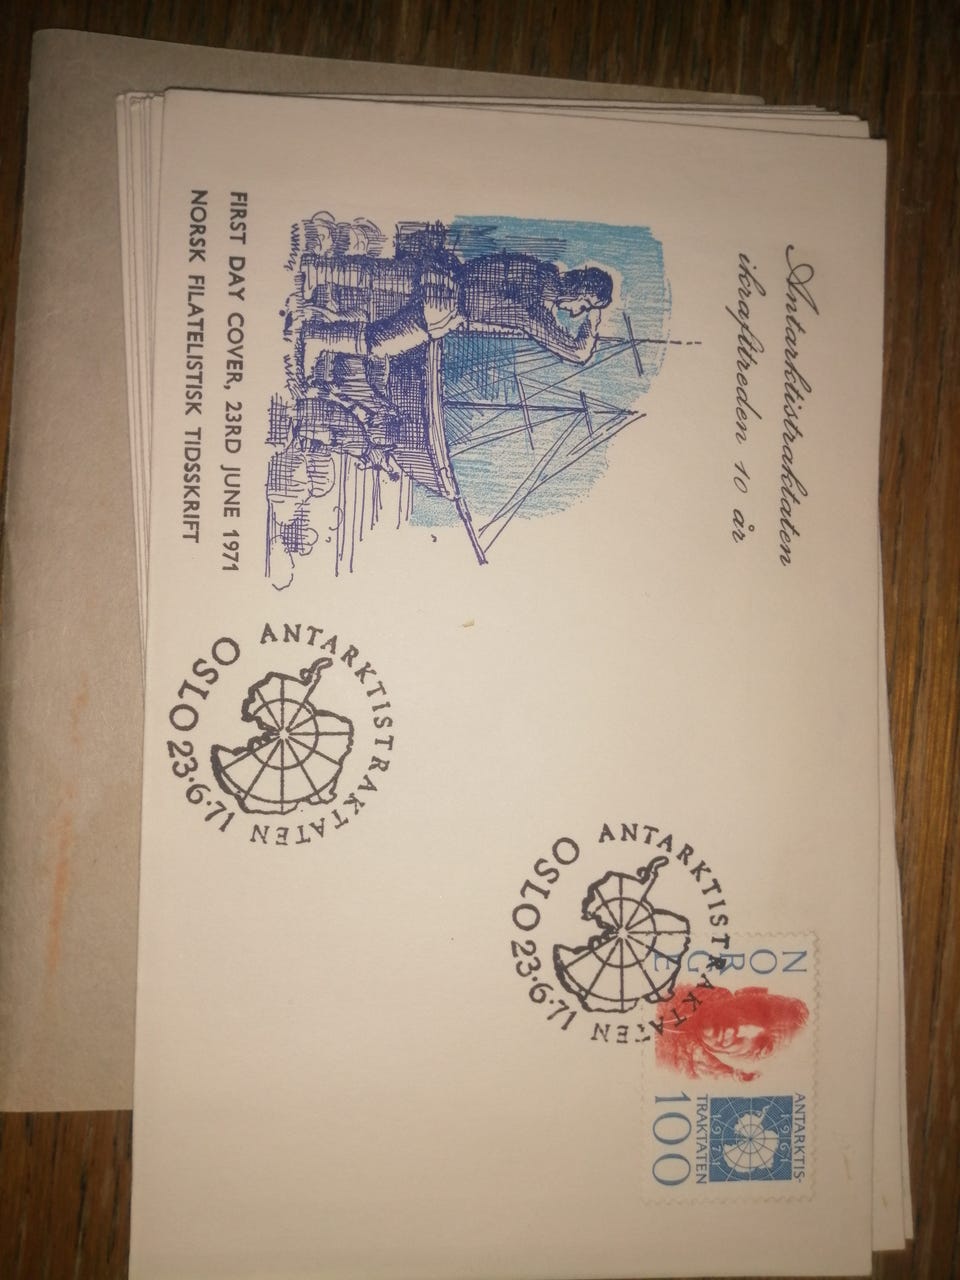 Antarktistraktaten
ikrafttreden 10 år
FIRST DAY COVER, 23RD JUNE 1971
NORSK FILATELISTISK TIDSSKRIFT
ANTARKTISTRAKTATEN
OSLO 23·6·71
ANTARKTISTRAKTATEN
OSLO 23·6·71
NORGE
ANTARKTIS-
1961
1971
TRAKTATEN
100